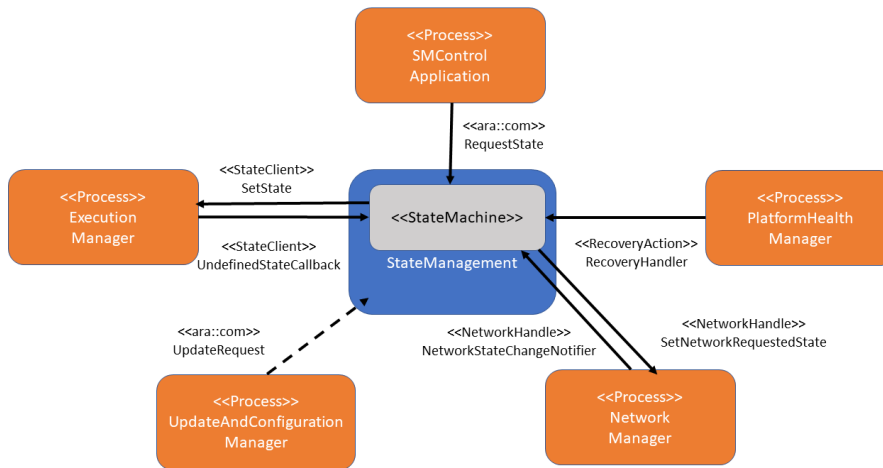 <<Process>>
SMControl
Application
<<ara::com>>
RequestState
<<StateClient>>
SetState
<<Process>>
Execution
Manager
<<StateMachine>>
<<Process>>
PlatformHealth
Manager
<<StateClient>>
UndefinedStateCallback
StateManagement
<<RecoveryAction>>
RecoveryHandler
<<ara::com>>
UpdateRequest
<<NetworkHandle>>
NetworkStateChangeNotifier
<<NetworkHandle>>
SetNetworkRequestedState
<<Process>>
UpdateAndConfiguration
Manager
<<Process>>
Network
Manager